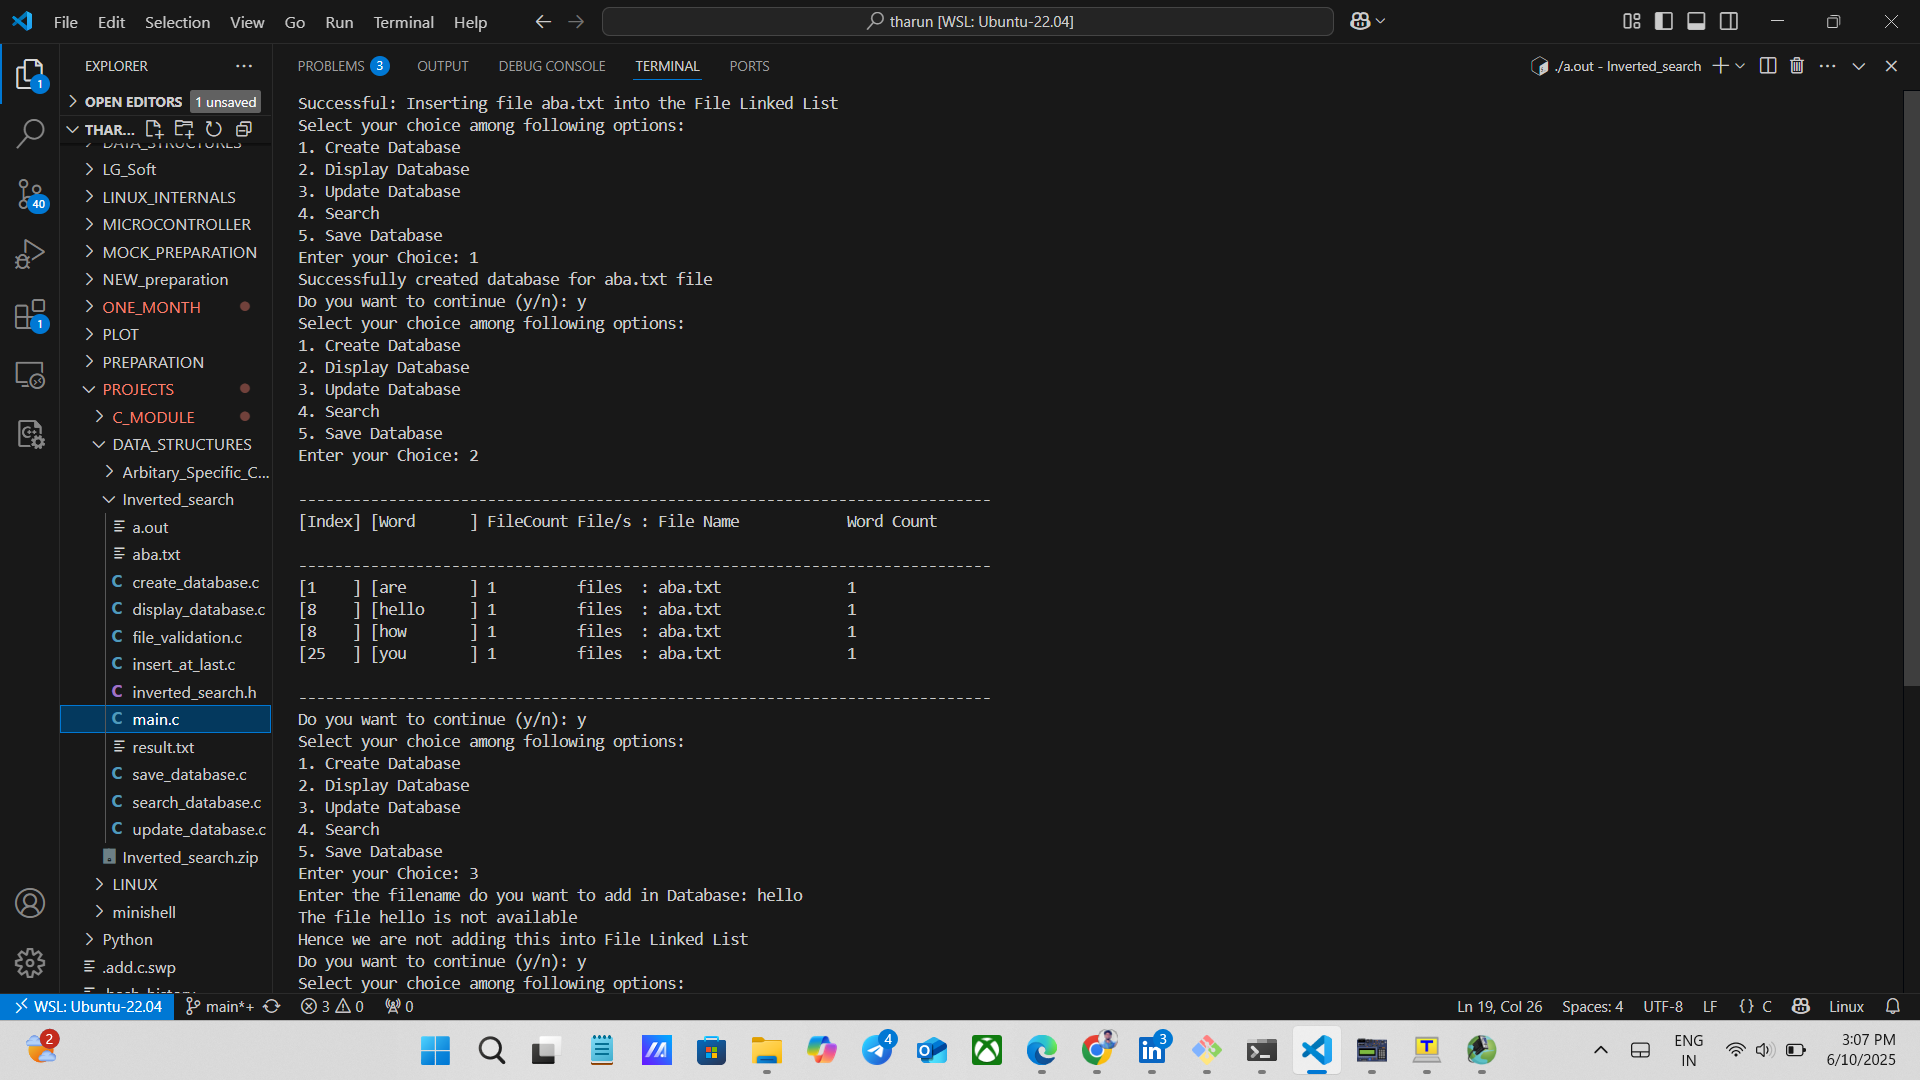 File Edit Selection View Go Run Terminal Help
tharun [WSL: Ubuntu-22.04]
EXPLORER
1
OPEN EDITORS 1 unsaved
THAR...
DATA_STRUCTURES
LG_Soft
LINUX_INTERNALS
40
MICROCONTROLLER
MOCK_PREPARATION
NEW_preparation
ONE_MONTH
1
PLOT
PREPARATION
PROJECTS
C_MODULE
DATA_STRUCTURES
Arbitary_Specific_C...
Inverted_search
a.out
aba.txt
C create_database.c
C display_database.c
C file_validation.c
C insert_at_last.c
C inverted_search.h
C main.c
result.txt
C save_database.c
C search_database.c
C update_database.c
Inverted_search.zip
LINUX
minishell
Python
.add.c.swp
PROBLEMS 3 OUTPUT DEBUG CONSOLE TERMINAL PORTS
./a.out - Inverted_search
Successful: Inserting file aba.txt into the File Linked List
Select your choice among following options:
1. Create Database
2. Display Database
3. Update Database
4. Search
5. Save Database
Enter your Choice: 1
Successfully created database for aba.txt file
Do you want to continue (y/n): y
Select your choice among following options:
1. Create Database
2. Display Database
3. Update Database
4. Search
5. Save Database
Enter your Choice: 2
-----------------------------------------------------------------------------
[Index] [Word      ] FileCount File/s : File Name            Word Count
-----------------------------------------------------------------------------
[1    ] [are       ] 1         files  : aba.txt              1
[8    ] [hello     ] 1         files  : aba.txt              1
[8    ] [how       ] 1         files  : aba.txt              1
[25   ] [you       ] 1         files  : aba.txt              1
-----------------------------------------------------------------------------
Do you want to continue (y/n): y
Select your choice among following options:
1. Create Database
2. Display Database
3. Update Database
4. Search
5. Save Database
Enter your Choice: 3
Enter the filename do you want to add in Database: hello
The file hello is not available
Hence we are not adding this into File Linked List
Do you want to continue (y/n): y
Select your choice among following options:
WSL: Ubuntu-22.04 main*+ 3 0 0
Ln 19, Col 26 Spaces: 4 UTF-8 LF {} C Linux
2
4
3
T
ENG
IN
3:07 PM
6/10/2025